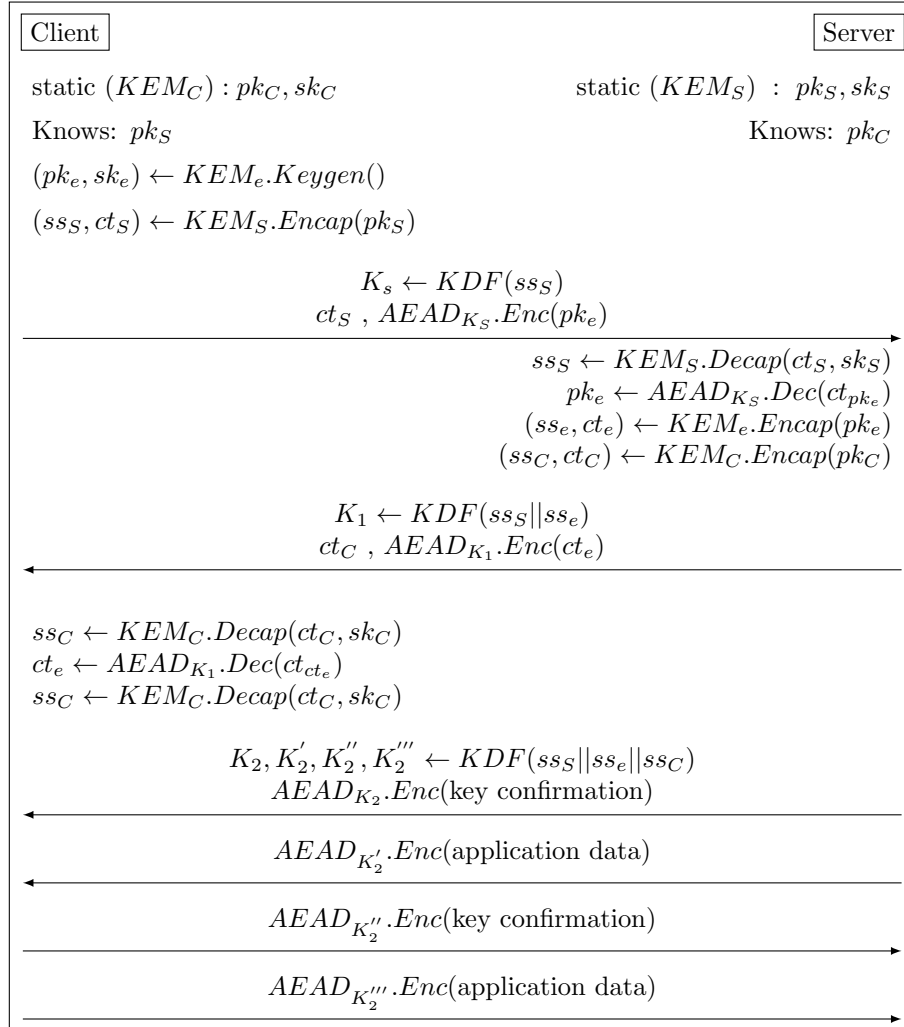 Client Server
static (KEM_C) : pk_C, sk_C static (KEM_S) : pk_S, sk_S
Knows: pk_S Knows: pk_C
(pk_e, sk_e) ← KEM_e.Keygen()
(ss_S, ct_S) ← KEM_S.Encap(pk_S)
K_s ← KDF(ss_S)
ct_S , AEAD_{K_S}.Enc(pk_e)
ss_S ← KEM_S.Decap(ct_S, sk_S)
pk_e ← AEAD_{K_S}.Dec(ct_{pk_e})
(ss_e, ct_e) ← KEM_e.Encap(pk_e)
(ss_C, ct_C) ← KEM_C.Encap(pk_C)
K_1 ← KDF(ss_S||ss_e)
ct_C , AEAD_{K_1}.Enc(ct_e)
ss_C ← KEM_C.Decap(ct_C, sk_C)
ct_e ← AEAD_{K_1}.Dec(ct_{ct_e})
ss_C ← KEM_C.Decap(ct_C, sk_C)
K_2, K_2^', K_2^'', K_2^''' ← KDF(ss_S||ss_e||ss_C)
AEAD_{K_2}.Enc(key confirmation)
AEAD_{K_2^'}.Enc(application data)
AEAD_{K_2^''}.Enc(key confirmation)
AEAD_{K_2^'''}.Enc(application data)